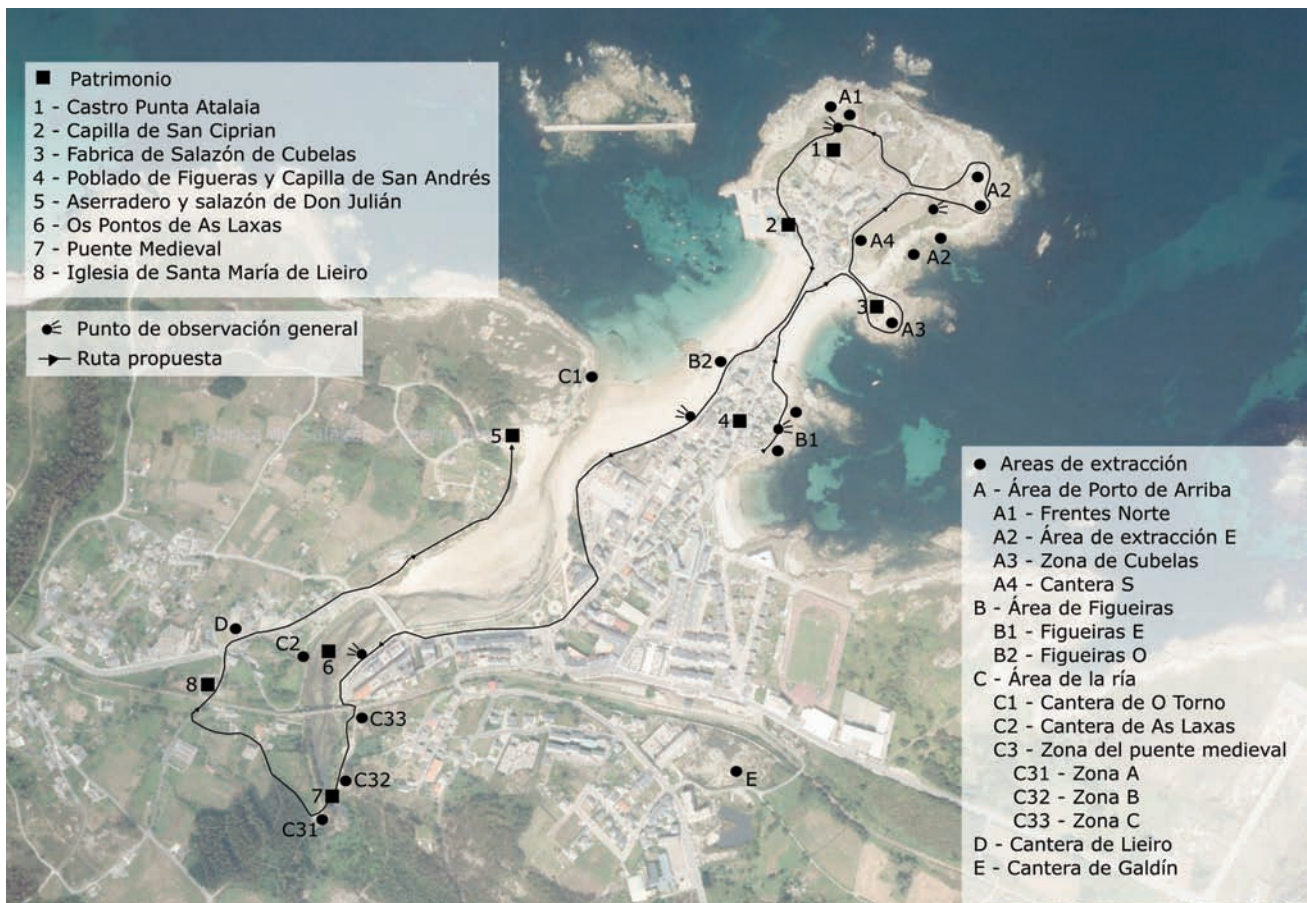 Patrimonio
1 - Castro Punta Atalaia
2 - Capilla de San Ciprian
3 - Fabrica de Salazón de Cubelas
4 - Poblado de Figueras y Capilla de San Andrés
5 - Aserradero y salazón de Don Julián
6 - Os Pontos de As Laxas
7 - Puente Medieval
8 - Iglesia de Santa María de Lieiro
Punto de observación general
Ruta propuesta
A1
1
A2
2
A4
A2
3
A3
B2
C1
4
B1
5
D
C2
6
8
C33
C32
7
C31
E
Areas de extracción
A - Área de Porto de Arriba
A1 - Frentes Norte
A2 - Área de extracción E
A3 - Zona de Cubelas
A4 - Cantera S
B - Área de Figueiras
B1 - Figueiras E
B2 - Figueiras O
C - Área de la ría
C1 - Cantera de O Torno
C2 - Cantera de As Laxas
C3 - Zona del puente medieval
C31 - Zona A
C32 - Zona B
C33 - Zona C
D - Cantera de Lieiro
E - Cantera de Galdín